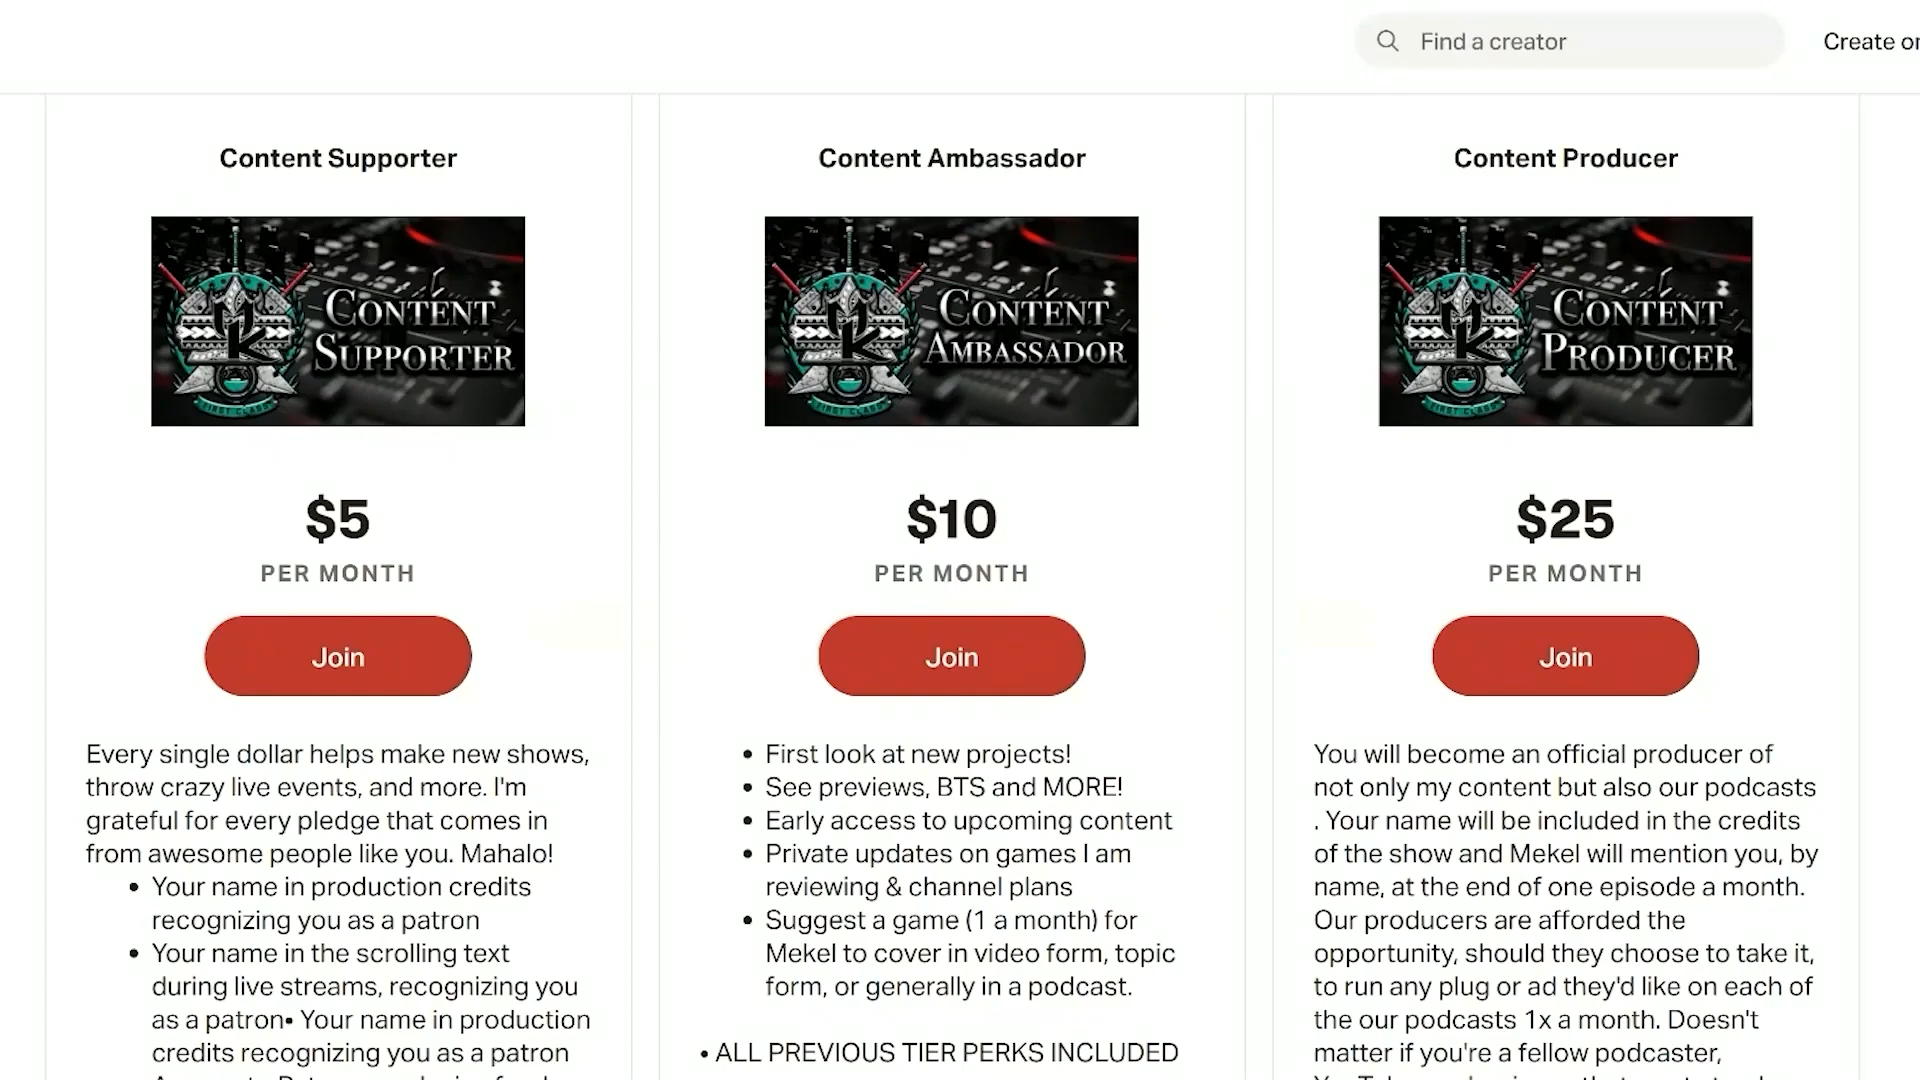 Find a creator
Create or
Content Supporter
CONTENT
SUPPORTER
FIRST CLASS
$5
PER MONTH
Join
Every single dollar helps make new shows,
throw crazy live events, and more. I'm
grateful for every pledge that comes in
from awesome people like you. Mahalo!
• Your name in production credits
recognizing you as a patron
• Your name in the scrolling text
during live streams, recognizing you
as a patron• Your name in production
credits recognizing you as a patron
Content Ambassador
CONTENT
AMBASSADOR
FIRST CLASS
$10
PER MONTH
Join
• First look at new projects!
• See previews, BTS and MORE!
• Early access to upcoming content
• Private updates on games I am
reviewing & channel plans
• Suggest a game (1 a month) for
Mekel to cover in video form, topic
form, or generally in a podcast.
• ALL PREVIOUS TIER PERKS INCLUDED
Content Producer
CONTENT
PRODUCER
FIRST CLASS
$25
PER MONTH
Join
You will become an official producer of
not only my content but also our podcasts
. Your name will be included in the credits
of the show and Mekel will mention you, by
name, at the end of one episode a month.
Our producers are afforded the
opportunity, should they choose to take it,
to run any plug or ad they'd like on each of
the our podcasts 1x a month. Doesn't
matter if you're a fellow podcaster,